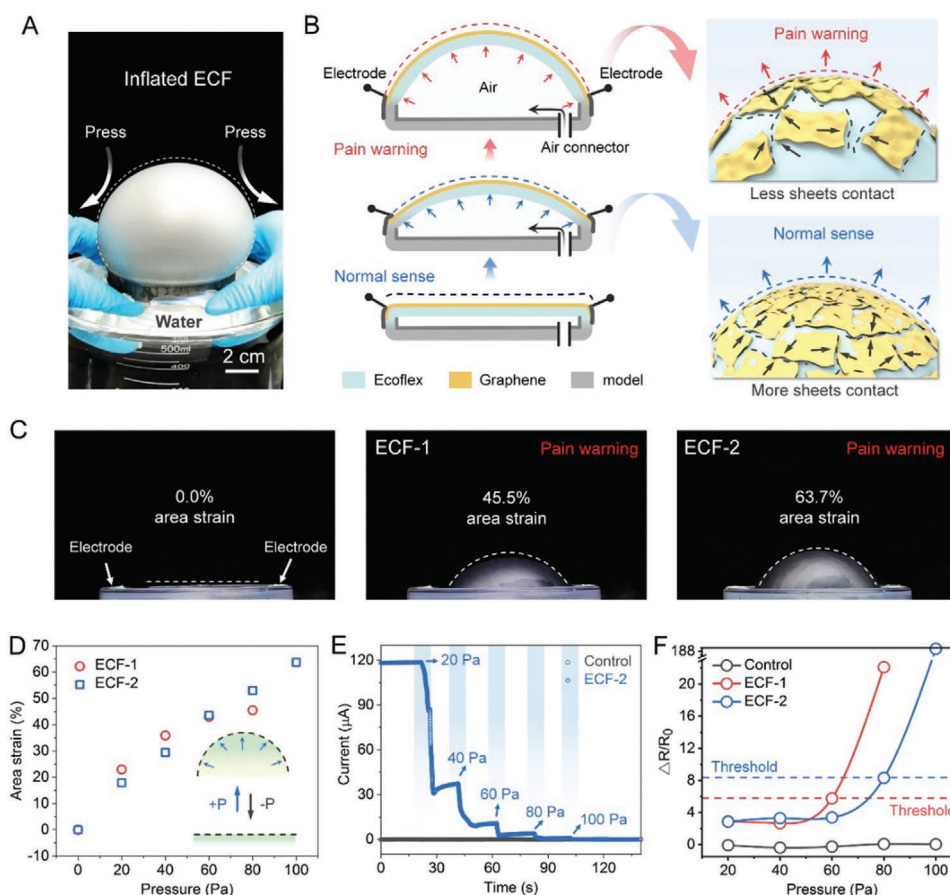 A
Inflated ECF
Press
Press
Water
500ml
400
2 cm
B
Electrode
Air
Electrode
Air connector
Pain warning
Normal sense
Pain warning
Less sheets contact
Normal sense
More sheets contact
Ecoflex
Graphene
model
C
0.0%
area strain
Electrode
Electrode
ECF-1
Pain warning
45.5%
area strain
ECF-2
Pain warning
63.7%
area strain
D
Area strain (%)
70
60
50
40
30
20
10
0
-10
ECF-1
ECF-2
+P
-P
0 20 40 60 80 100
Pressure (Pa)
E
Current (μA)
120
80
40
0
20 Pa
Control
ECF-2
40 Pa
60 Pa
80 Pa
100 Pa
0 30 60 90 120
Time (s)
F
△R/R0
188
20
16
12
8
4
0
Control
ECF-1
ECF-2
Threshold
Threshold
20 40 60 80 100
Pressure (Pa)